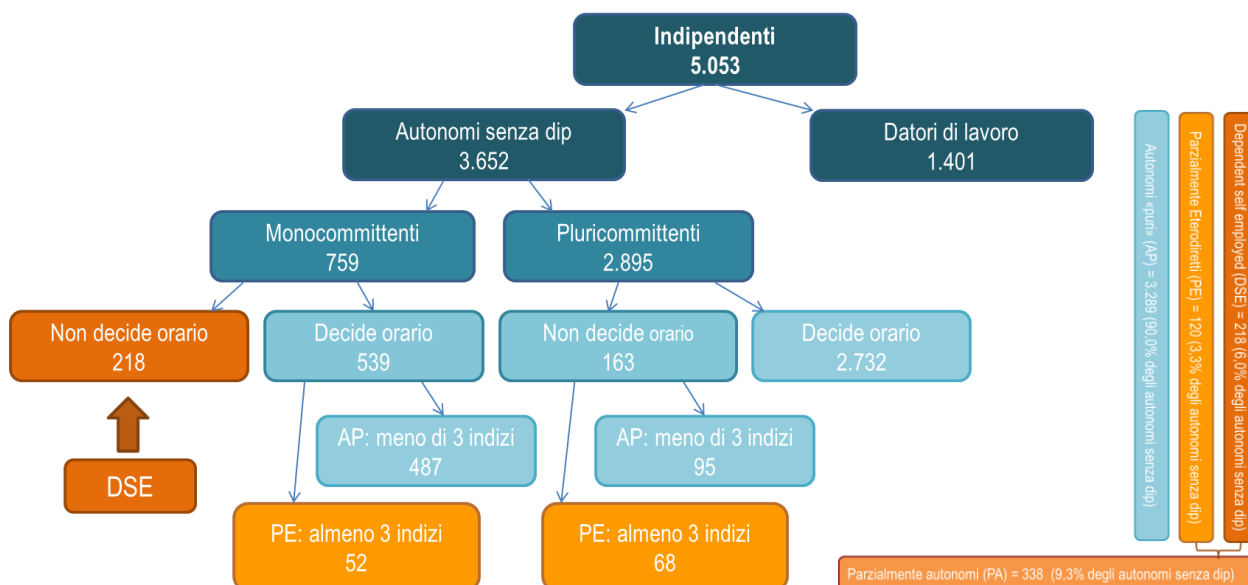 Indipendenti
5.053
Autonomi senza dip
3.652
Datori di lavoro
1.401
Monocommittenti
759
Pluricommittenti
2.895
Non decide orario
218
Decide orario
539
Non decide orario
163
Decide orario
2.732
AP: meno di 3 indizi
487
AP: meno di 3 indizi
95
DSE
PE: almeno 3 indizi
52
PE: almeno 3 indizi
68
Autonomi «puri» (AP) = 3.289 (90,0% degli autonomi senza dip)
Parzialmente Eterodiretti (PE) = 120 (3,3% degli autonomi senza dip)
Dependent self employed (DSE) = 218 (6,0% degli autonomi senza dip)
Parzialmente autonomi (PA) = 338 (9,3% degli autonomi senza dip)